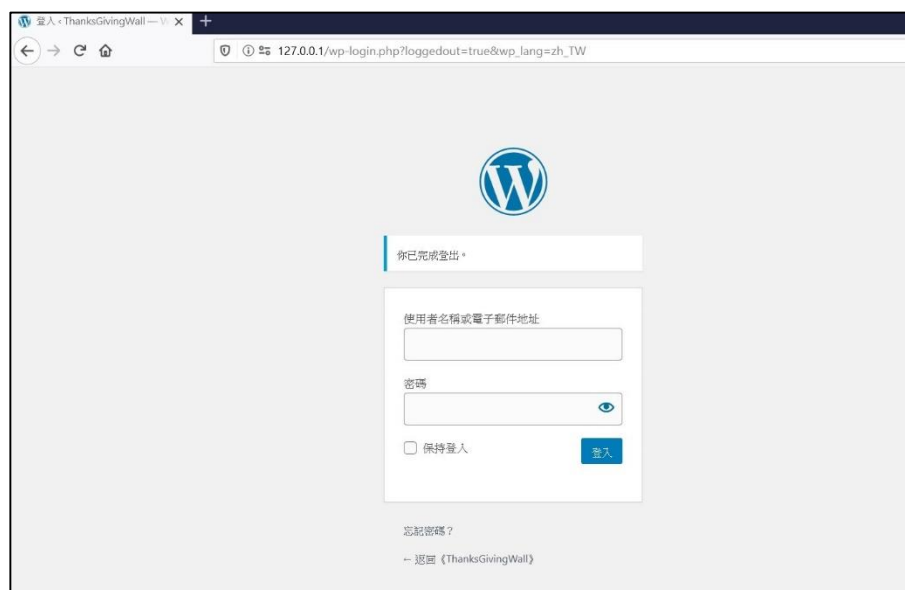 登入 ‹ ThanksGivingWall — W
127.0.0.1/wp-login.php?loggedout=true&wp_lang=zh_TW
你已完成登出。
使用者名稱或電子郵件地址
密碼
保持登入
登入
忘記密碼？
← 返回《ThanksGivingWall》